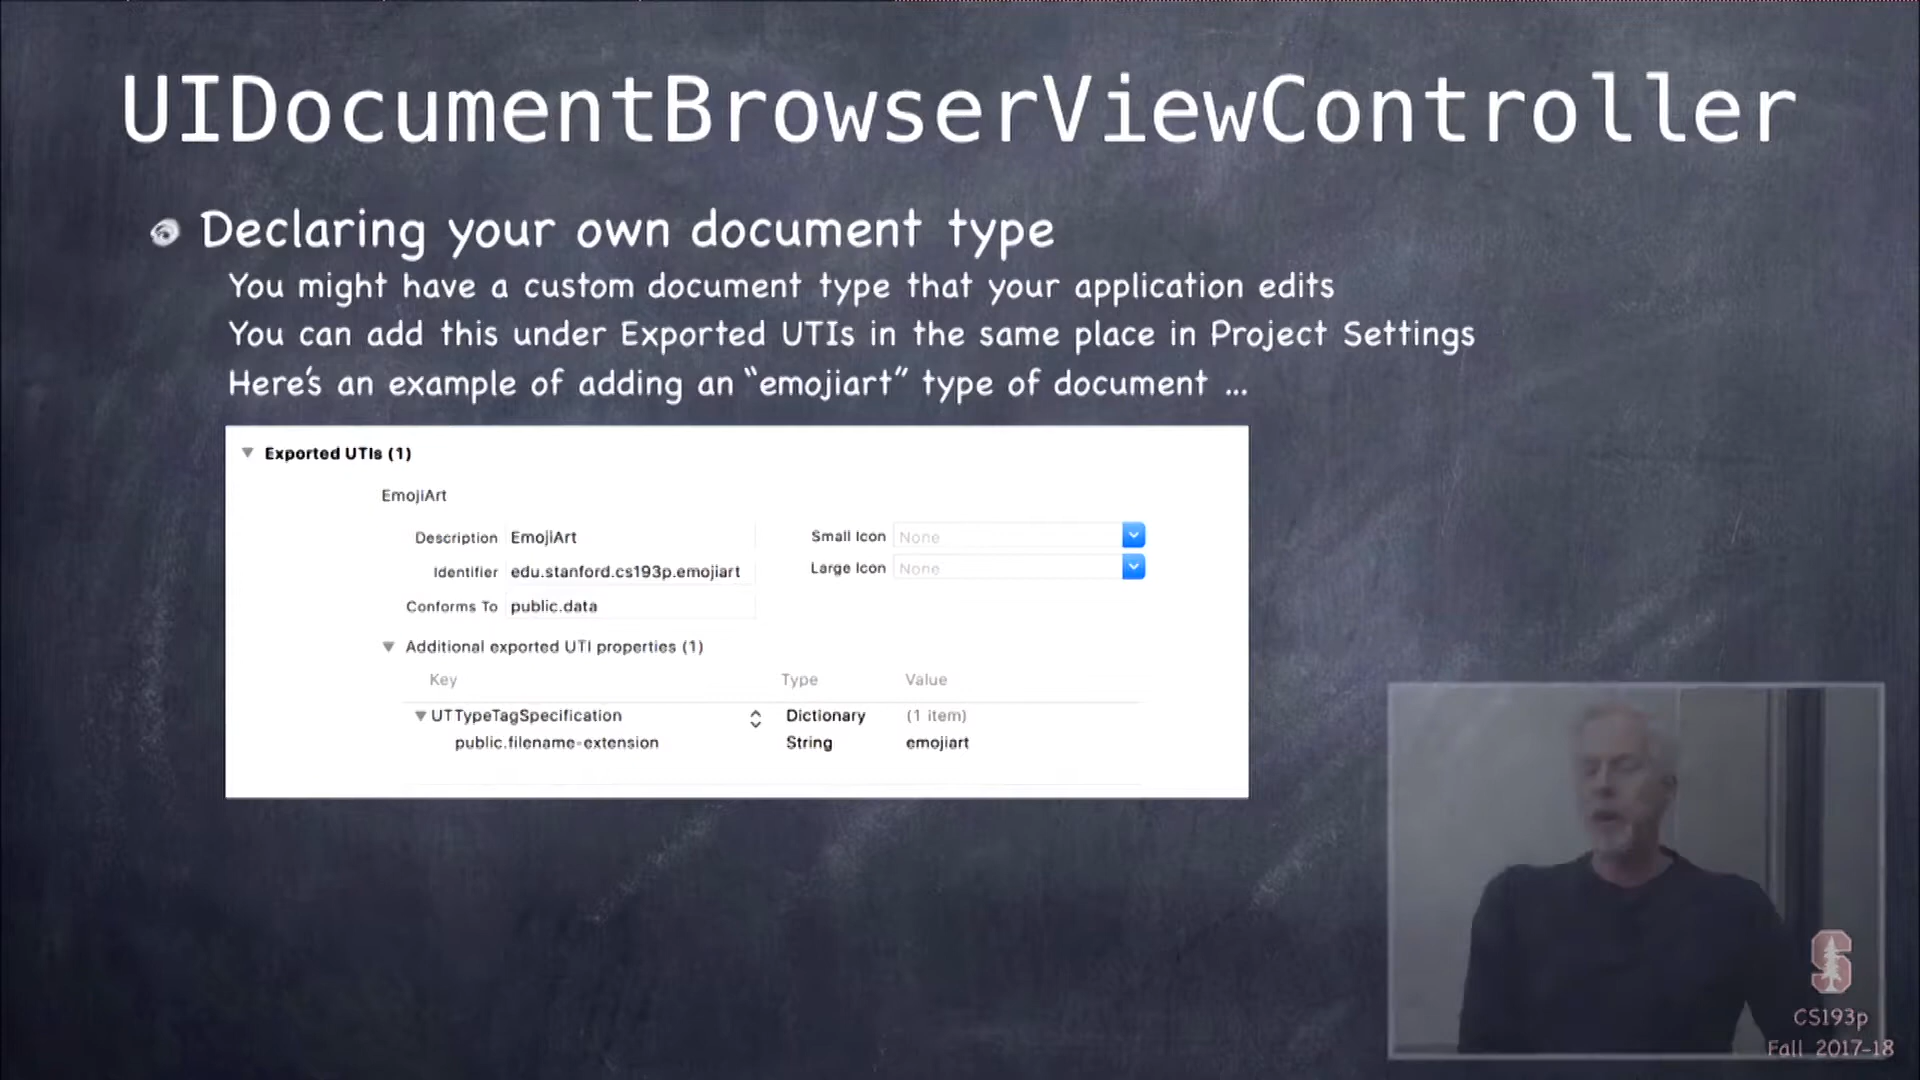 UIDocumentBrowserViewController
Declaring your own document type
You might have a custom document type that your application edits
You can add this under Exported UTIs in the same place in Project Settings
Here's an example of adding an “emojiart” type of document ...
Exported UTIs (1)
EmojiArt
Description EmojiArt
Small Icon None
Identifier edu.stanford.cs193p.emojiart
Large Icon None
Conforms To public.data
Additional exported UTI properties (1)
Key Type Value
UTTypeTagSpecification Dictionary (1 item)
public.filename-extension String emojiart
S
CS193p
Fall 2017-18